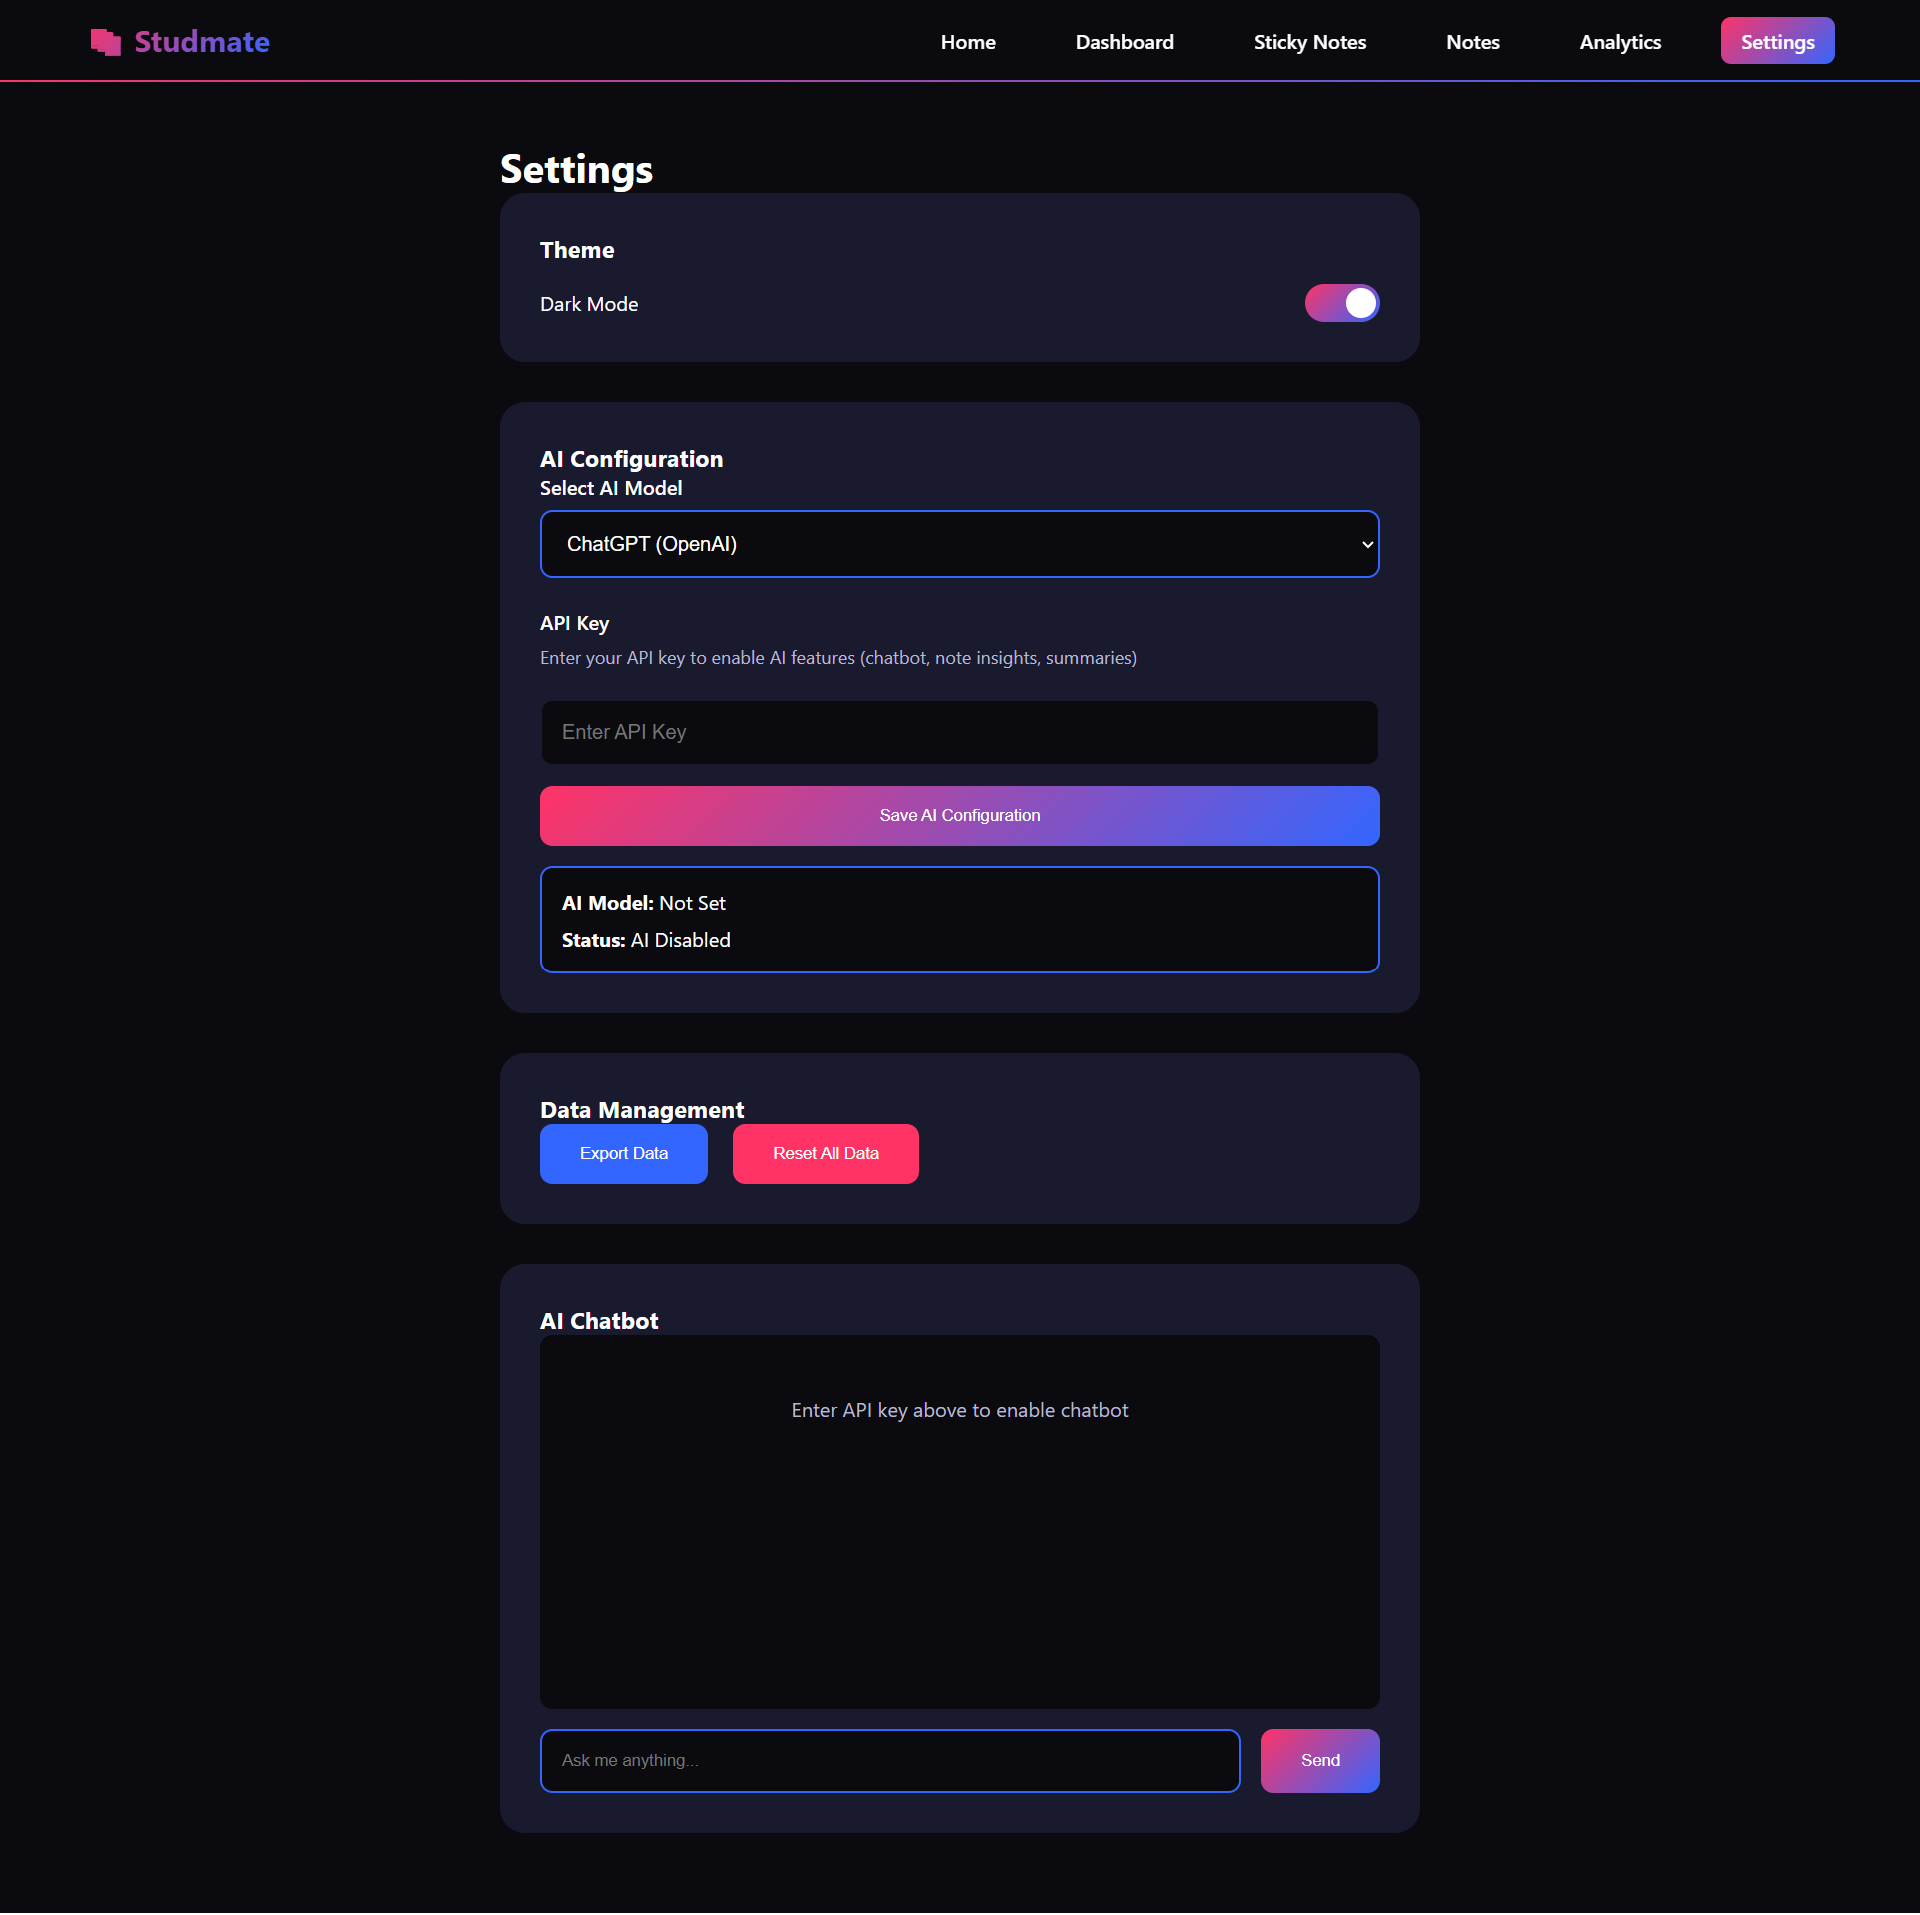 Studmate
Home
Dashboard
Sticky Notes
Notes
Analytics
Settings
Settings
Theme
Dark Mode
AI Configuration
Select AI Model
ChatGPT (OpenAI)
API Key
Enter your API key to enable AI features (chatbot, note insights, summaries)
Enter API Key
Save AI Configuration
AI Model: Not Set
Status: AI Disabled
Data Management
Export Data
Reset All Data
AI Chatbot
Enter API key above to enable chatbot
Ask me anything...
Send